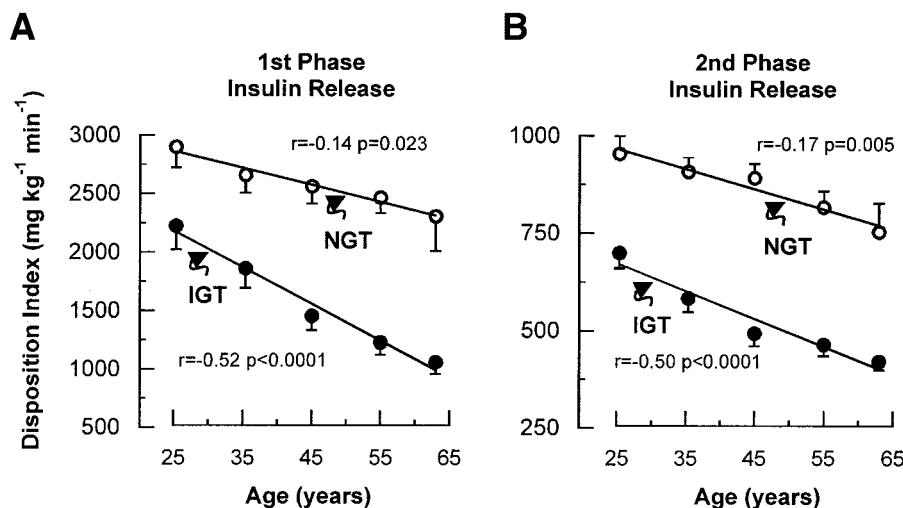 A
1st Phase
Insulin Release
Disposition Index (mg kg⁻¹ min⁻¹)
3000
2500
2000
1500
1000
500
r=-0.14 p=0.023
NGT
IGT
r=-0.52 p<0.0001
25 35 45 55 65
Age (years)
B
2nd Phase
Insulin Release
1000
750
500
250
r=-0.17 p=0.005
NGT
IGT
r=-0.50 p<0.0001
25 35 45 55 65
Age (years)